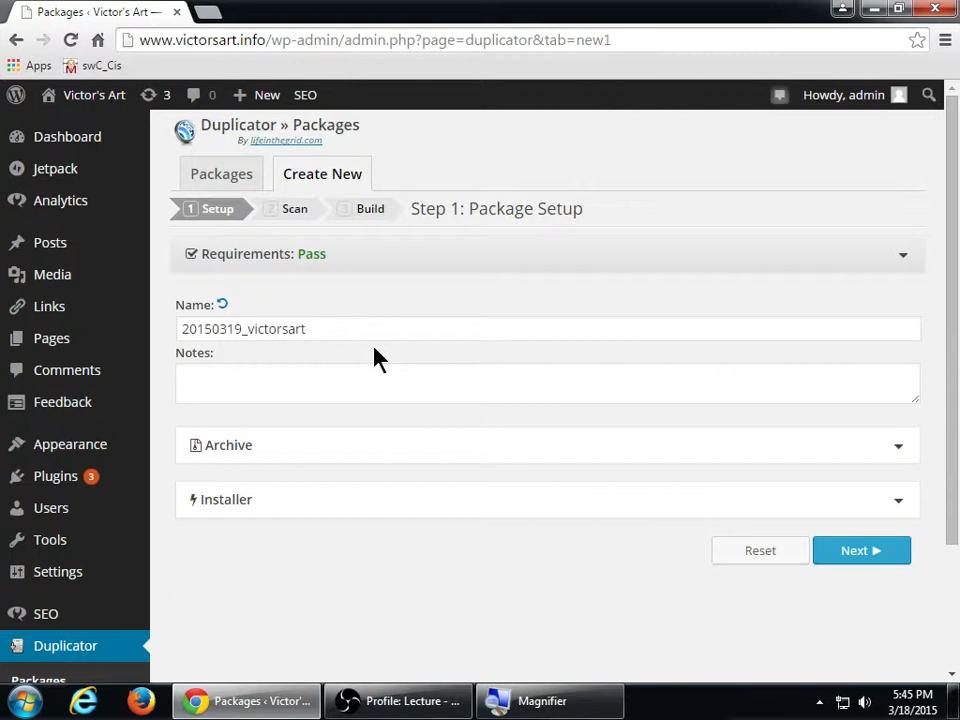 Packages ‹ Victor's Art —
www.victorsart.info/wp-admin/admin.php?page=duplicator&tab=new1
Apps swC_Cis
Victor's Art 3 0 New SEO Howdy, admin
Dashboard
Jetpack
Analytics
Posts
Media
Links
Pages
Comments
Feedback
Appearance
Plugins 3
Users
Tools
Settings
SEO
Duplicator
Packages
Duplicator » Packages
By lifeinthegrid.com
Packages Create New
1 Setup 2 Scan 3 Build Step 1: Package Setup
Requirements: Pass
Name:
20150319_victorsart
Notes:
Archive
Installer
Reset Next
Packages ‹ Victor'... Profile: Lecture - ... Magnifier
5:45 PM
3/18/2015